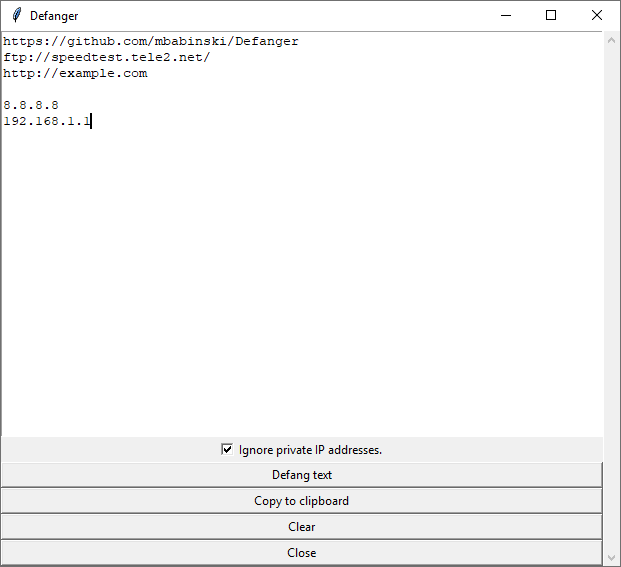 Defanger
https://github.com/mbabinski/Defanger
ftp://speedtest.tele2.net/
http://example.com
8.8.8.8
192.168.1.1
Ignore private IP addresses.
Defang text
Copy to clipboard
Clear
Close